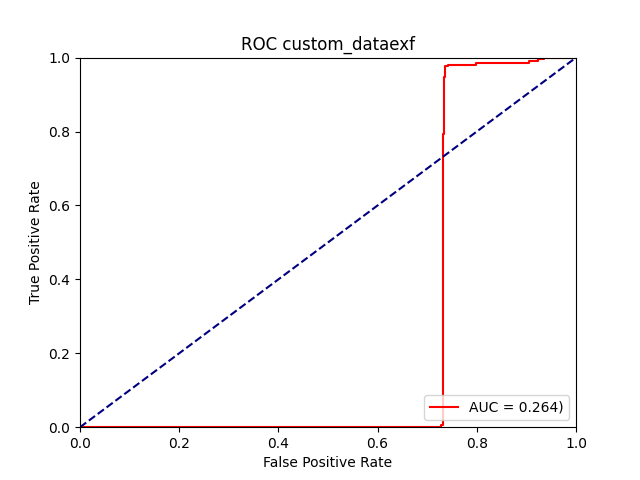 ROC custom_dataexf
True Positive Rate
1.0
0.8
0.6
0.4
0.2
0.0
AUC = 0.264)
0.0 0.2 0.4 0.6 0.8 1.0
False Positive Rate